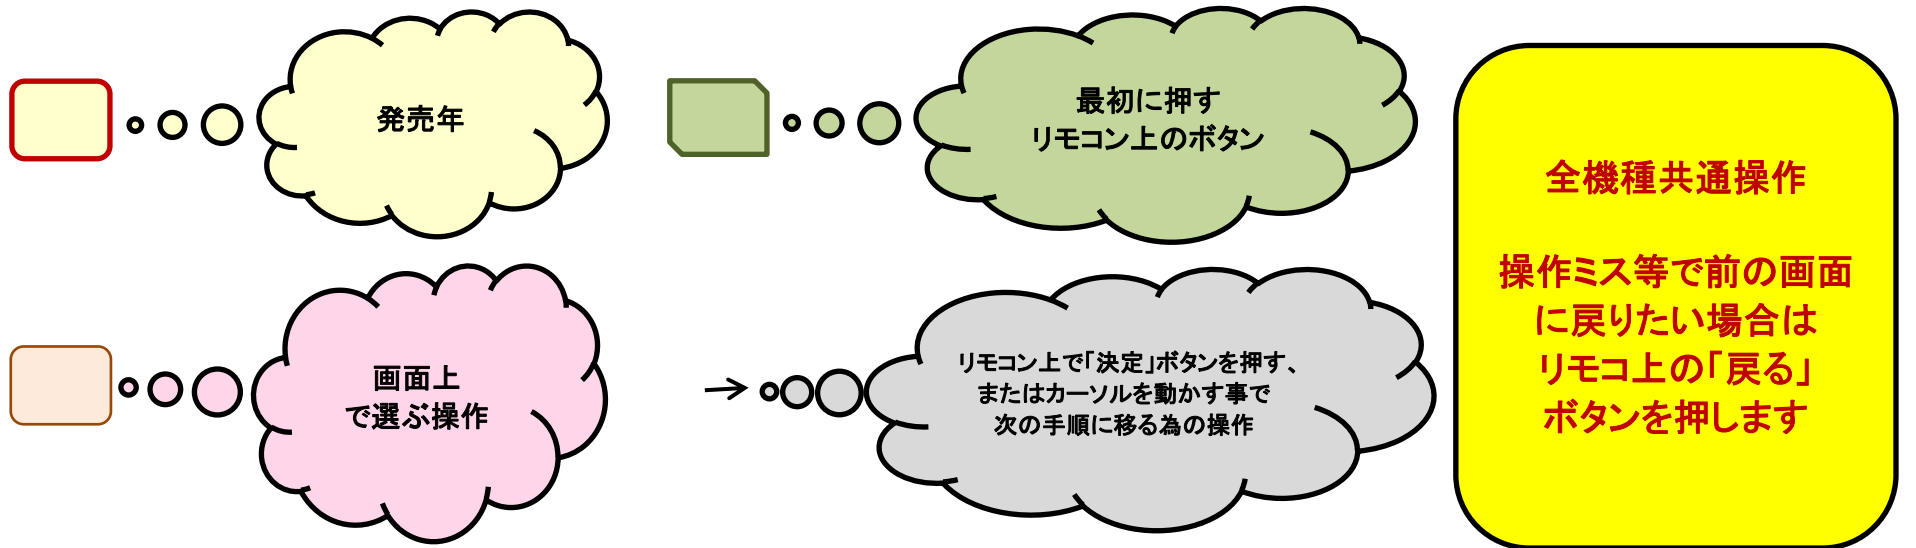 発売年
最初に押す
リモコン上のボタン
画面上
で選ぶ操作
リモコン上で「決定」ボタンを押す、
またはカーソルを動かす事で
次の手順に移る為の操作
全機種共通操作
操作ミス等で前の画面
に戻りたい場合は
リモコ上の「戻る」
ボタンを押します